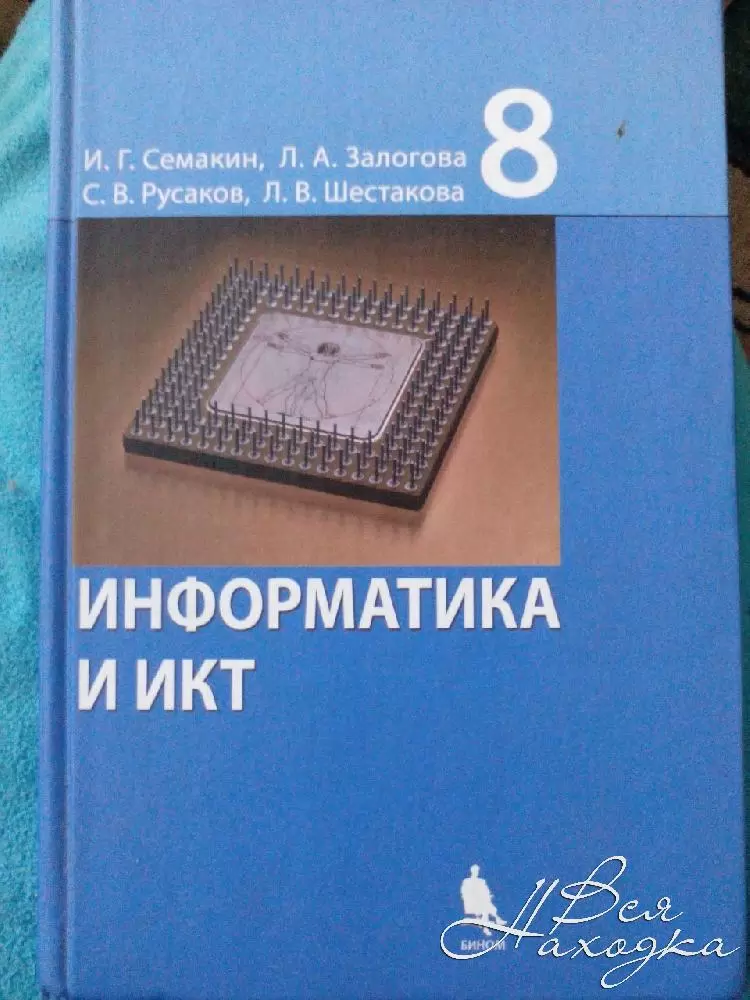 И. Г. Семакин, Л. А. Залогова
С. В. Русаков, Л. В. Шестакова
8
ИНФОРМАТИКА
И ИКТ
БИНОМ
Вся
Находка